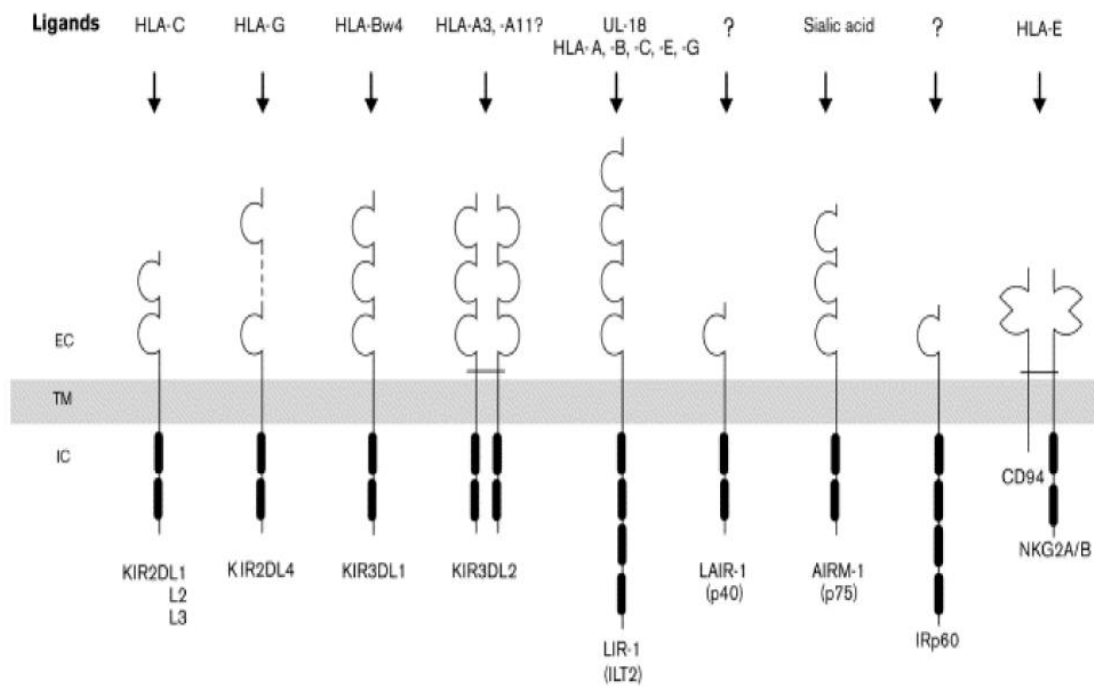 Ligands HLA-C HLA-G HLA-Bw4 HLA-A3, -A11? UL-18 ? Sialic acid ? HLA-E
HLA- A, -B, -C, -E, -G
EC
TM
IC
CD94
NKG2A/B
KIR2DL1 KIR2DL4 KIR3DL1 KIR3DL2 LAIR-1 AIRM-1
L2 (p40) (p75)
L3
LIR-1 IRp60
(ILT2)